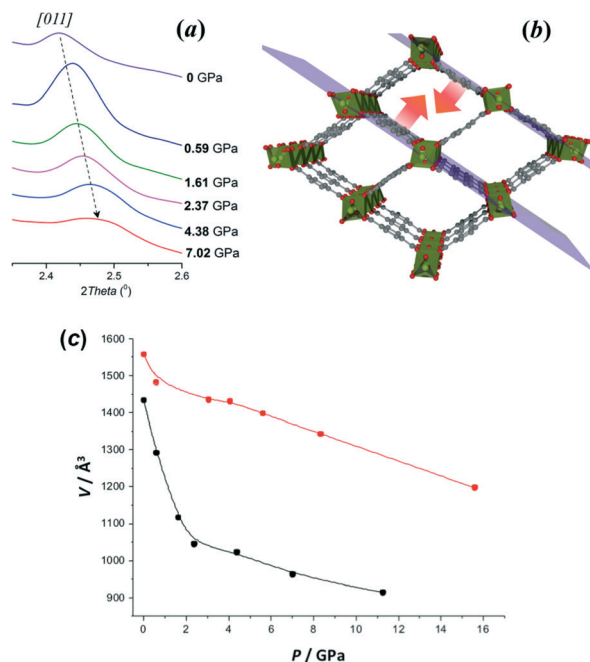 [011]
(a)
0 GPa
0.59 GPa
1.61 GPa
2.37 GPa
4.38 GPa
7.02 GPa
2.4 2.5 2.6
2Theta (⁰)
(b)
(c)
1600
1500
1400
1300
1200
1100
1000
900
V / Å³
0 2 4 6 8 10 12 14 16
P / GPa